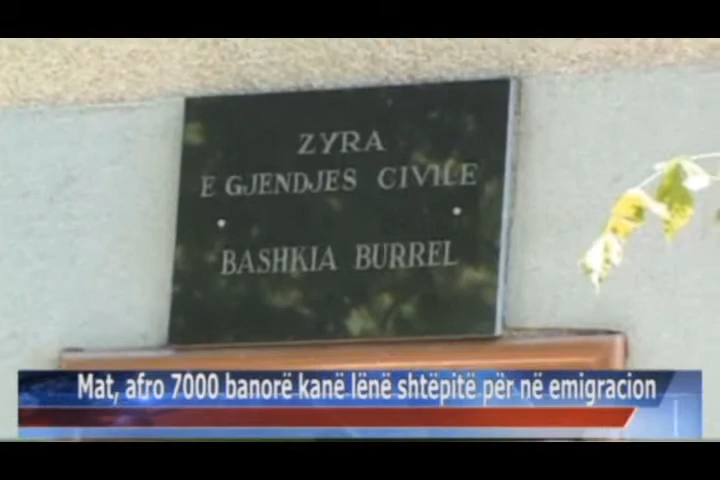 ZYRA
E GJENDJES CIVILE
BASHKIA BURREL
Mat, afro 7000 banorë kanë lënë shtëpitë për në emigracion